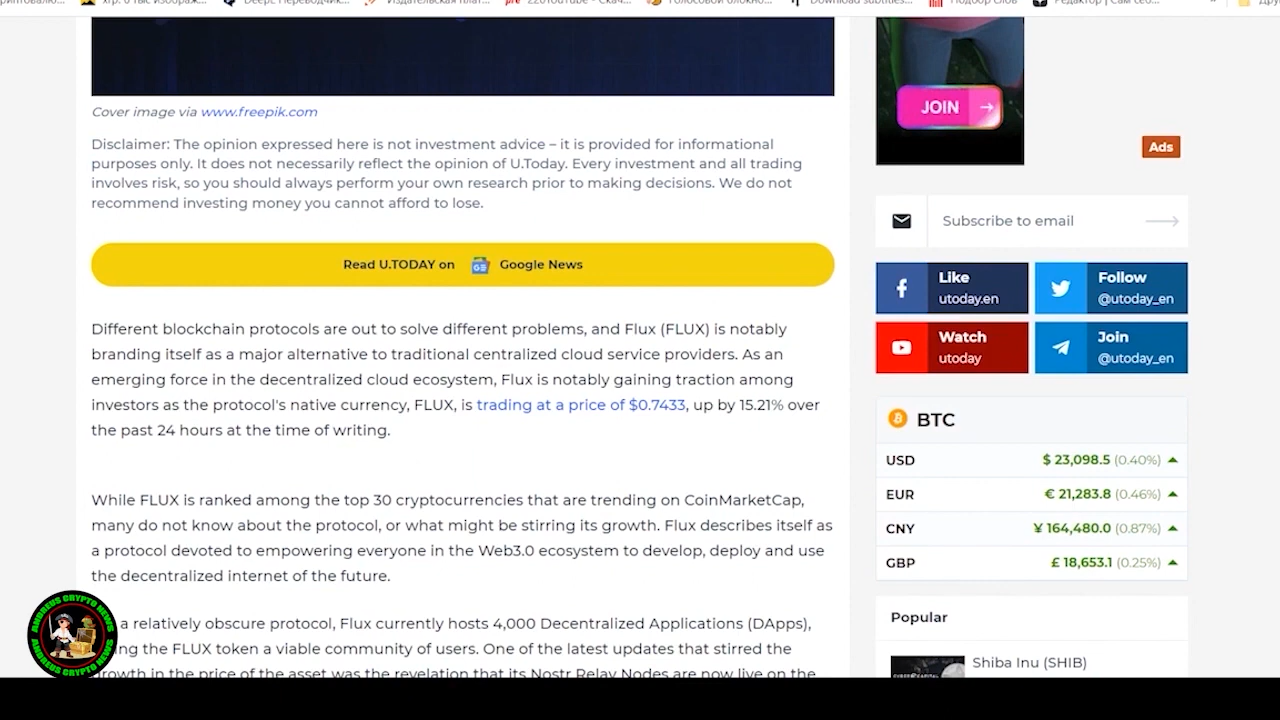 JOIN
Ads
Cover image via www.freepik.com
Disclaimer: The opinion expressed here is not investment advice – it is provided for informational
purposes only. It does not necessarily reflect the opinion of U.Today. Every investment and all trading
involves risk, so you should always perform your own research prior to making decisions. We do not
recommend investing money you cannot afford to lose.
Read U.TODAY on Google News
Different blockchain protocols are out to solve different problems, and Flux (FLUX) is notably
branding itself as a major alternative to traditional centralized cloud service providers. As an
emerging force in the decentralized cloud ecosystem, Flux is notably gaining traction among
investors as the protocol's native currency, FLUX, is trading at a price of $0.7433, up by 15.21% over
the past 24 hours at the time of writing.
While FLUX is ranked among the top 30 cryptocurrencies that are trending on CoinMarketCap,
many do not know about the protocol, or what might be stirring its growth. Flux describes itself as
a protocol devoted to empowering everyone in the Web3.0 ecosystem to develop, deploy and use
the decentralized internet of the future.
a relatively obscure protocol, Flux currently hosts 4,000 Decentralized Applications (DApps),
the FLUX token a viable community of users. One of the latest updates that stirred the
growth in the price of the asset was the revelation that its Nostr Relay Nodes are now live on the
Subscribe to email
Like
utoday.en
Follow
@utoday_en
Watch
utoday
Join
@utoday_en
BTC
USD $ 23,098.5 (0.40%)
EUR € 21,283.8 (0.46%)
CNY ¥ 164,480.0 (0.87%)
GBP £ 18,653.1 (0.25%)
Popular
Shiba Inu (SHIB)
ANDREUS CRYPTO NEWS
ANDREUS CRYPTO NEWS